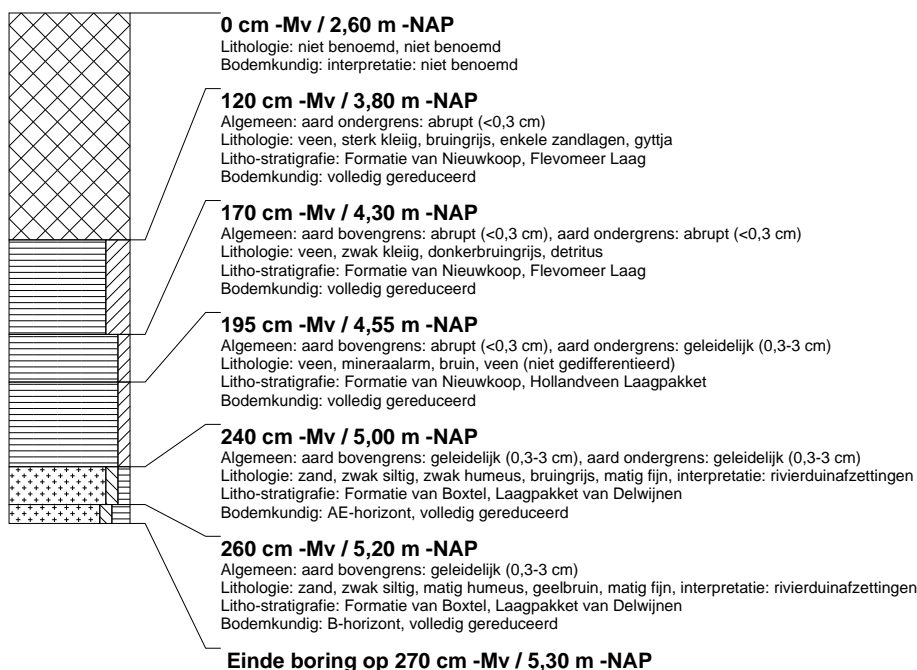 0 cm -Mv / 2,60 m -NAP
Lithologie: niet benoemd, niet benoemd
Bodemkundig: interpretatie: niet benoemd
120 cm -Mv / 3,80 m -NAP
Algemeen: aard ondergrens: abrupt (<0,3 cm)
Lithologie: veen, sterk kleiig, bruingrijs, enkele zandlagen, gyttja
Litho-stratigrafie: Formatie van Nieuwkoop, Flevomeer Laag
Bodemkundig: volledig gereduceerd
170 cm -Mv / 4,30 m -NAP
Algemeen: aard bovengrens: abrupt (<0,3 cm), aard ondergrens: abrupt (<0,3 cm)
Lithologie: veen, zwak kleiig, donkerbruingrijs, detritus
Litho-stratigrafie: Formatie van Nieuwkoop, Flevomeer Laag
Bodemkundig: volledig gereduceerd
195 cm -Mv / 4,55 m -NAP
Algemeen: aard bovengrens: abrupt (<0,3 cm), aard ondergrens: geleidelijk (0,3-3 cm)
Lithologie: veen, mineraalarm, bruin, veen (niet gedifferentieerd)
Litho-stratigrafie: Formatie van Nieuwkoop, Hollandveen Laagpakket
Bodemkundig: volledig gereduceerd
240 cm -Mv / 5,00 m -NAP
Algemeen: aard bovengrens: geleidelijk (0,3-3 cm), aard ondergrens: geleidelijk (0,3-3 cm)
Lithologie: zand, zwak siltig, zwak humeus, bruingrijs, matig fijn, interpretatie: rivierduinafzettingen
Litho-stratigrafie: Formatie van Boxtel, Laagpakket van Delwijnen
Bodemkundig: AE-horizont, volledig gereduceerd
260 cm -Mv / 5,20 m -NAP
Algemeen: aard bovengrens: geleidelijk (0,3-3 cm)
Lithologie: zand, zwak siltig, matig humeus, geelbruin, matig fijn, interpretatie: rivierduinafzettingen
Litho-stratigrafie: Formatie van Boxtel, Laagpakket van Delwijnen
Bodemkundig: B-horizont, volledig gereduceerd
Einde boring op 270 cm -Mv / 5,30 m -NAP